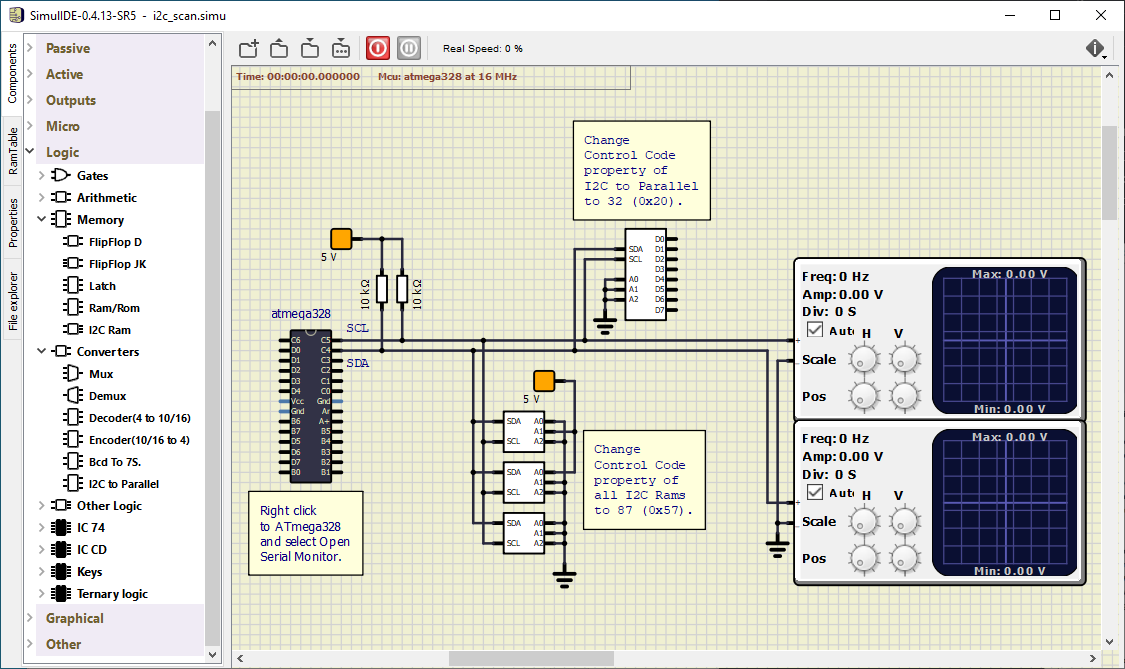 SimulIDE-0.4.13-SR5 - i2c_scan.simu
Components
RamTable
Properties
File explorer
Passive
Active
Outputs
Micro
Logic
Gates
Arithmetic
Memory
FlipFlop D
FlipFlop JK
Latch
Ram/Rom
I2C Ram
Converters
Mux
Demux
Decoder(4 to 10/16)
Encoder(10/16 to 4)
Bcd To 7S.
I2C to Parallel
Other Logic
IC 74
IC CD
Keys
Ternary logic
Graphical
Other
Real Speed: 0 %
Time: 00:00:00.000000 Mcu: atmega328 at 16 MHz
Change
Control Code
property of
I2C to Parallel
to 32 (0x20).
5 V
10 kΩ
10 kΩ
SDA
SCL
A0
A1
A2
D0
D1
D2
D3
D4
D5
D6
D7
atmega328
SCL
SDA
C6 C5
D0 C4
D1 C3
D2 C2
D3 C1
D4 C0
Vcc Gnd
Gnd Ar
B6 A+
B7 B5
D5 B4
D6 B3
D7 B2
B0 B1
5 V
SDA A0
A1
SCL A2
SDA A0
A1
SCL A2
SDA A0
A1
SCL A2
Change
Control Code
property of
all I2C Rams
to 87 (0x57).
Right click
to ATmega328
and select Open
Serial Monitor.
Freq: 0 Hz
Amp: 0.00 V
Div: 0 S
Auto H V
Scale
Pos
+
-
Max: 0.00 V
Min: 0.00 V
Freq: 0 Hz
Amp: 0.00 V
Div: 0 S
Auto H V
Scale
Pos
+
-
Max: 0.00 V
Min: 0.00 V